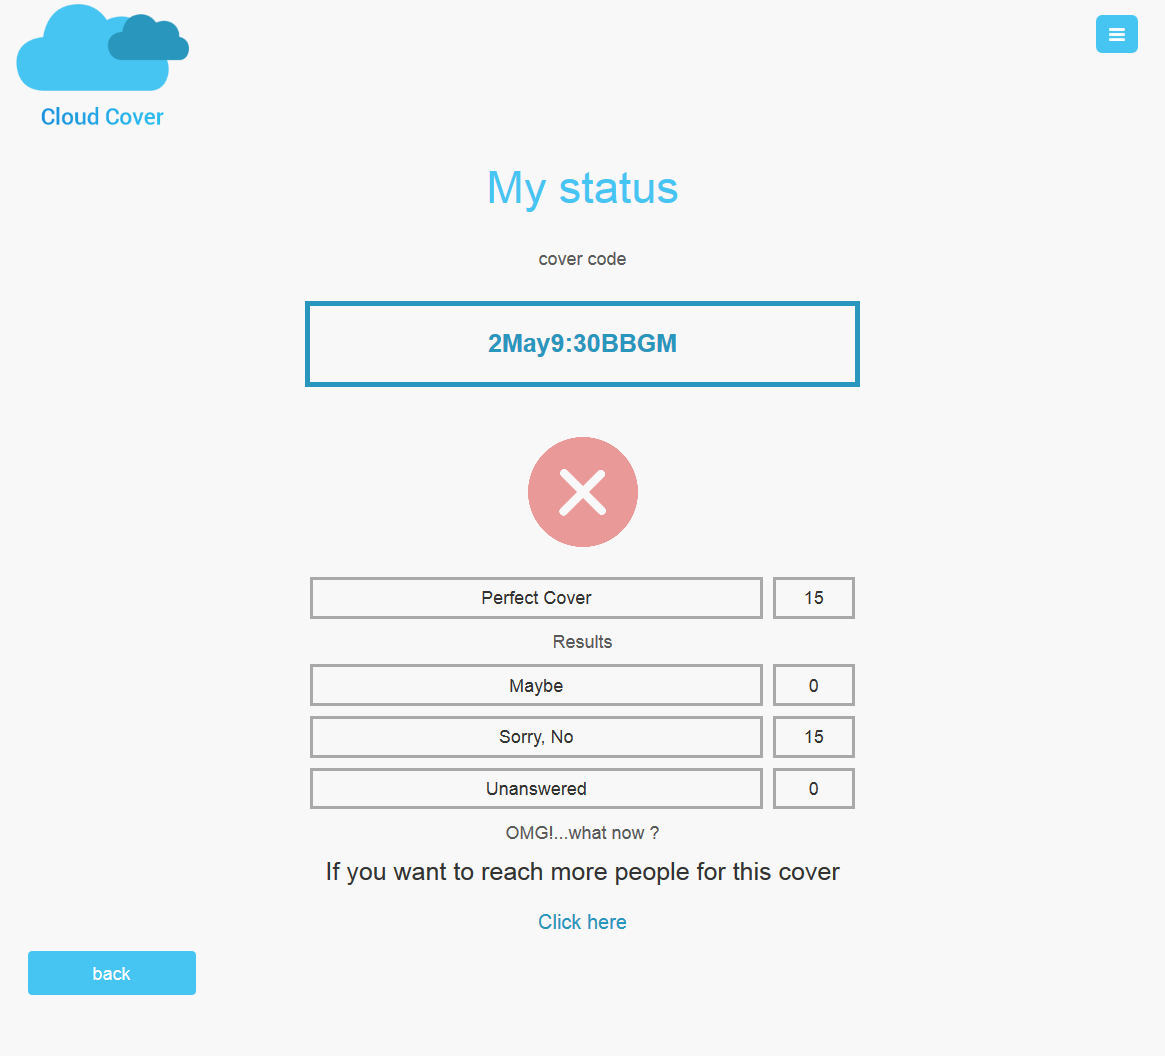 Cloud Cover
My status
cover code
2May9:30BBGM
Perfect Cover 15
Results
Maybe 0
Sorry, No 15
Unanswered 0
OMG!...what now ?
If you want to reach more people for this cover
Click here
back